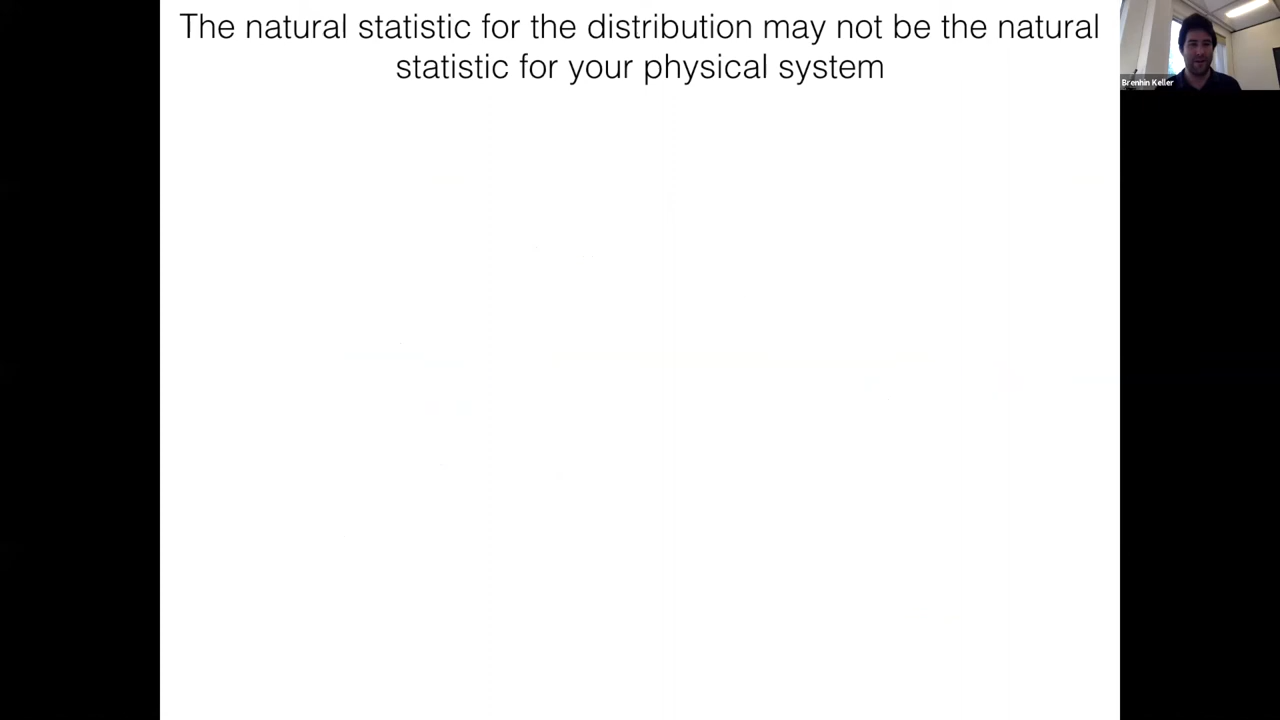 The natural statistic for the distribution may not be the natural
statistic for your physical system
Brenhin Keller